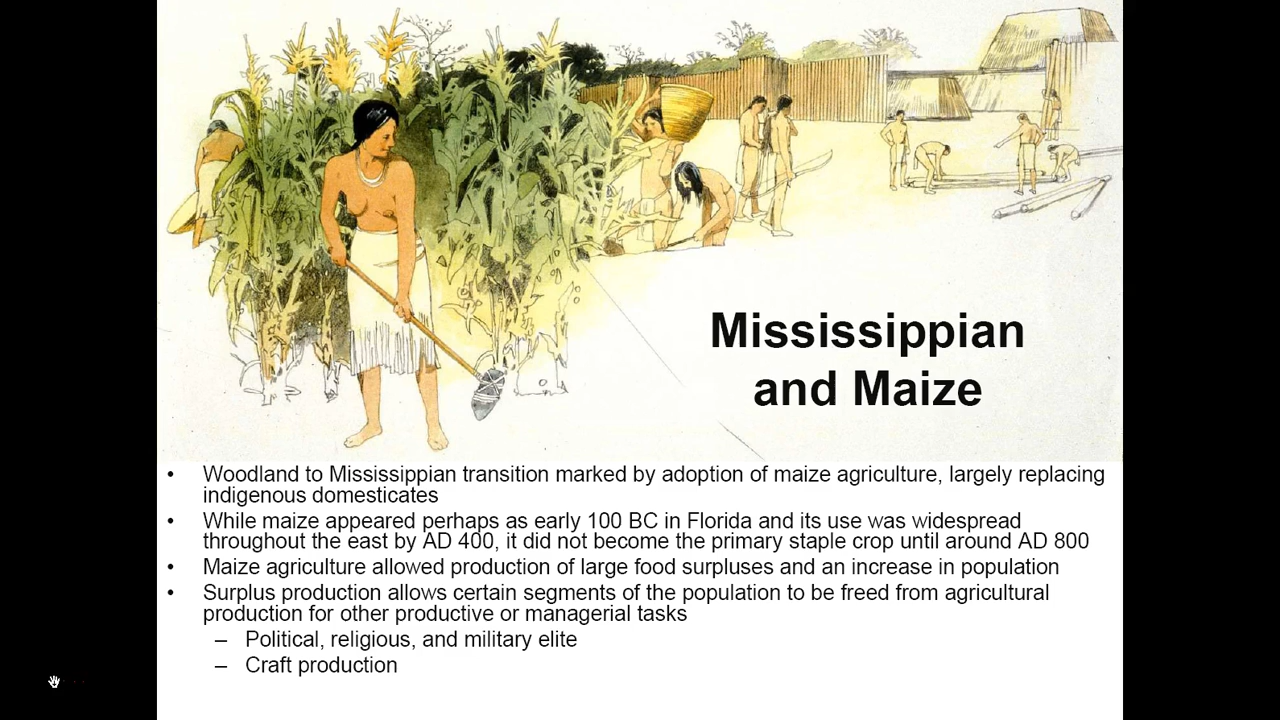 Mississippian
and Maize
• Woodland to Mississippian transition marked by adoption of maize agriculture, largely replacing
indigenous domesticates
• While maize appeared perhaps as early 100 BC in Florida and its use was widespread
throughout the east by AD 400, it did not become the primary staple crop until around AD 800
• Maize agriculture allowed production of large food surpluses and an increase in population
• Surplus production allows certain segments of the population to be freed from agricultural
production for other productive or managerial tasks
– Political, religious, and military elite
– Craft production